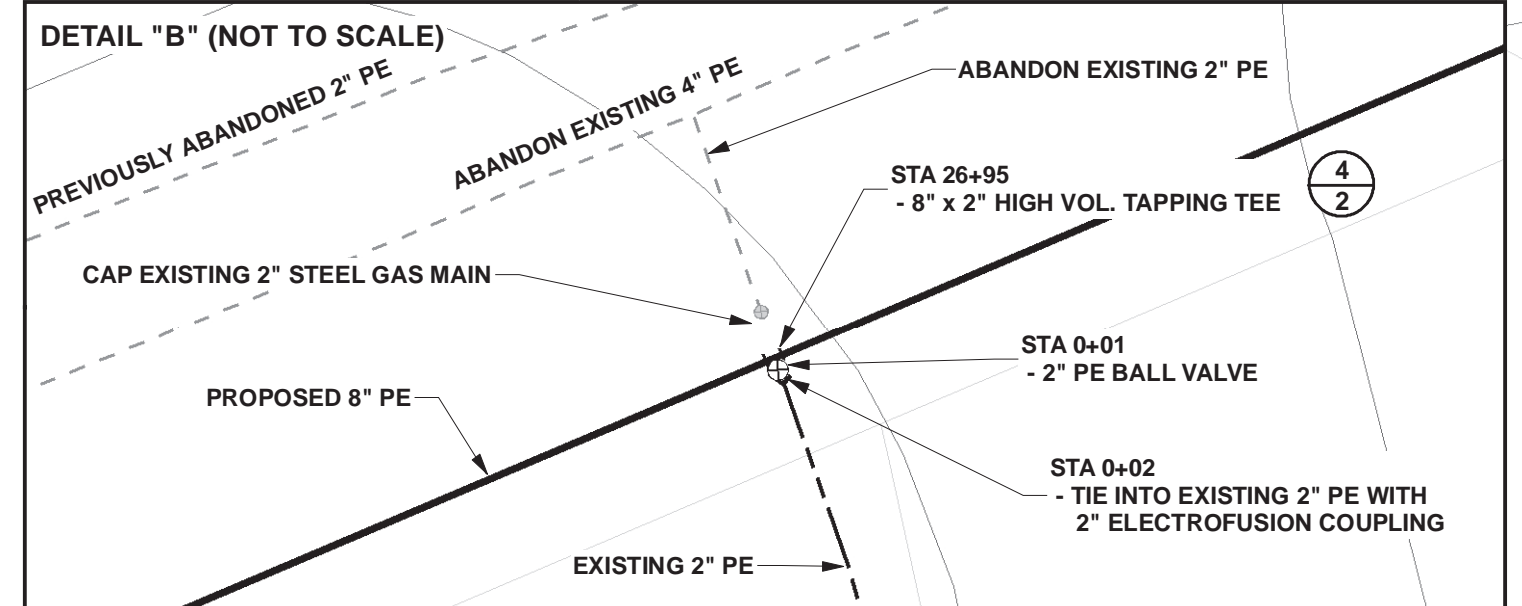 DETAIL "B" (NOT TO SCALE)
PREVIOUSLY ABANDONED 2" PE
ABANDON EXISTING 4" PE
ABANDON EXISTING 2" PE
STA 26+95
- 8" x 2" HIGH VOL. TAPPING TEE
4
2
CAP EXISTING 2" STEEL GAS MAIN
STA 0+01
- 2" PE BALL VALVE
PROPOSED 8" PE
STA 0+02
- TIE INTO EXISTING 2" PE WITH
2" ELECTROFUSION COUPLING
EXISTING 2" PE